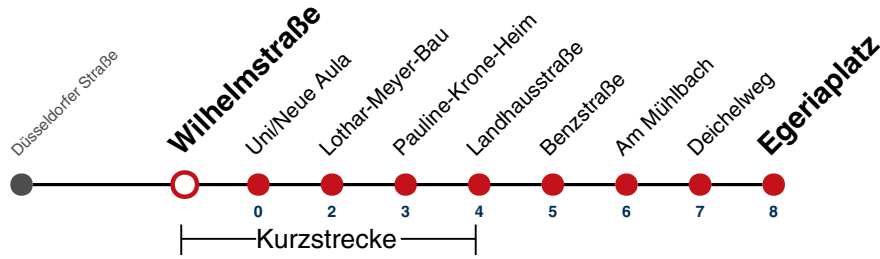 Düsseldorfer Straße
Wilhelmstraße
Uni/Neue Aula
Lothar-Meyer-Bau
Pauline-Krone-Heim
Landhausstraße
Benzstraße
Am Mühlbach
Deichelweg
Egeriaplatz
0 2 3 4 5 6 7 8
Kurzstrecke